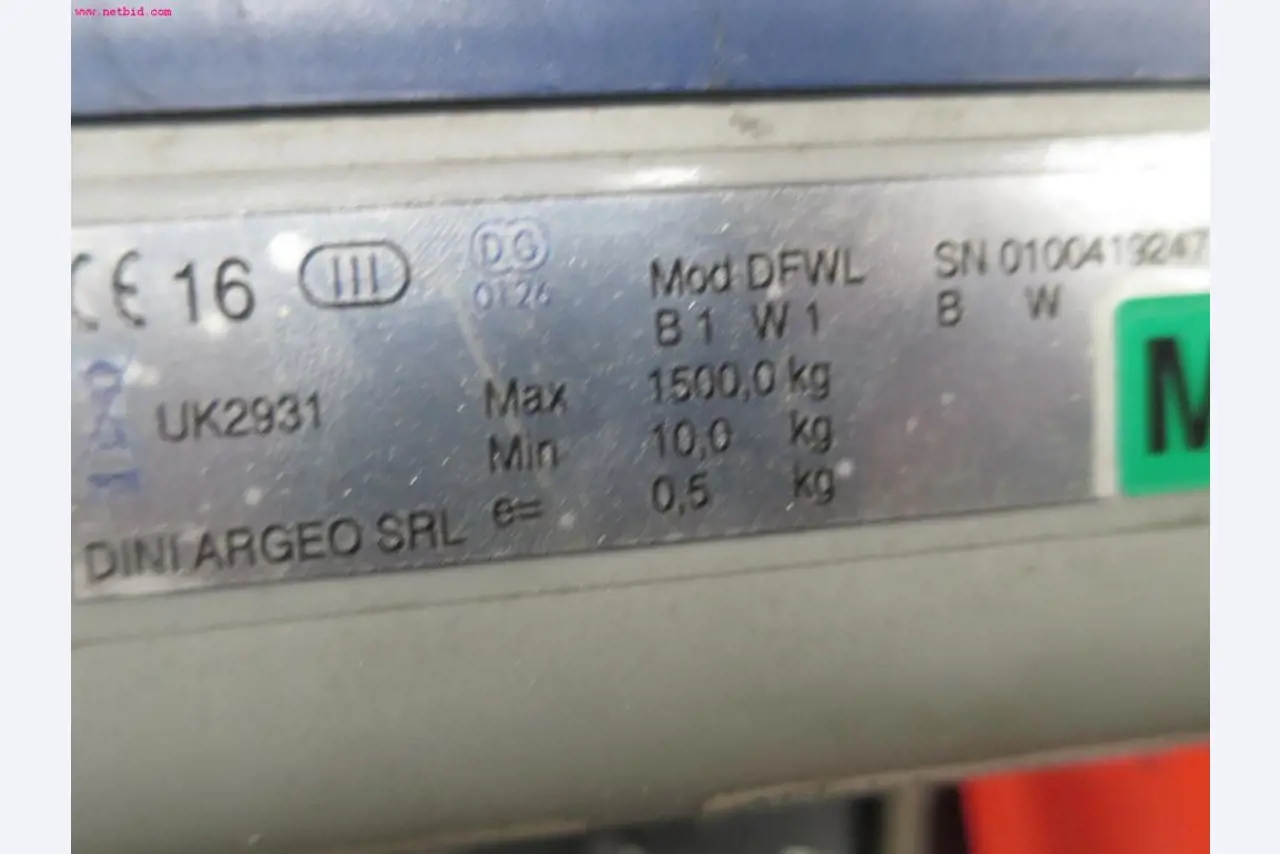 www.netbid.com
CE 16 III DG 0126 Mod DFWL SN 0100419247
B 1 W 1 B W
UK2931 Max 1500,0 kg
Min 10,0 kg
e= 0,5 kg
DINI ARGEO SRL
M